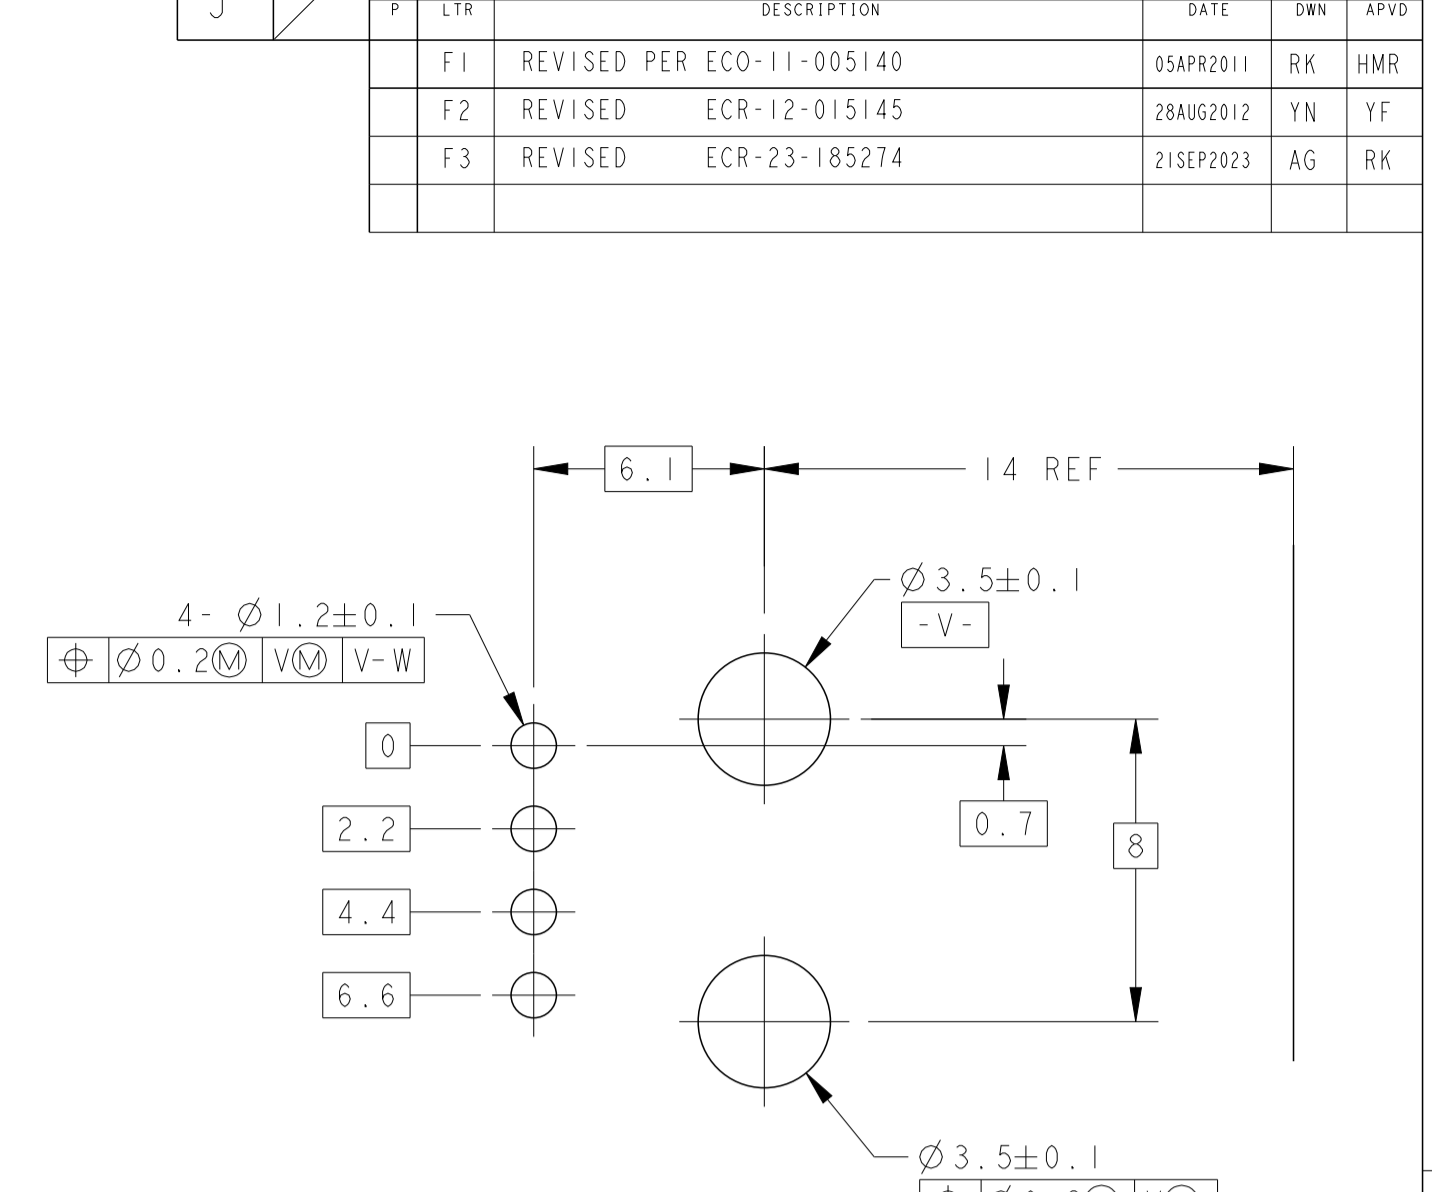 J
P LTR DESCRIPTION DATE DWN APVD
F1 REVISED PER ECO-11-005140 05APR2011 RK HMR
F2 REVISED ECR-12-015145 28AUG2012 YN YF
F3 REVISED ECR-23-185274 21SEP2023 AG RK
6.1 14 REF
Ø3.5±0.1
-V-
4- Ø1.2±0.1
⌖ Ø0.2Ⓜ VⓂ V-W
0
2.2
0.7
8
4.4
6.6
Ø3.5±0.1